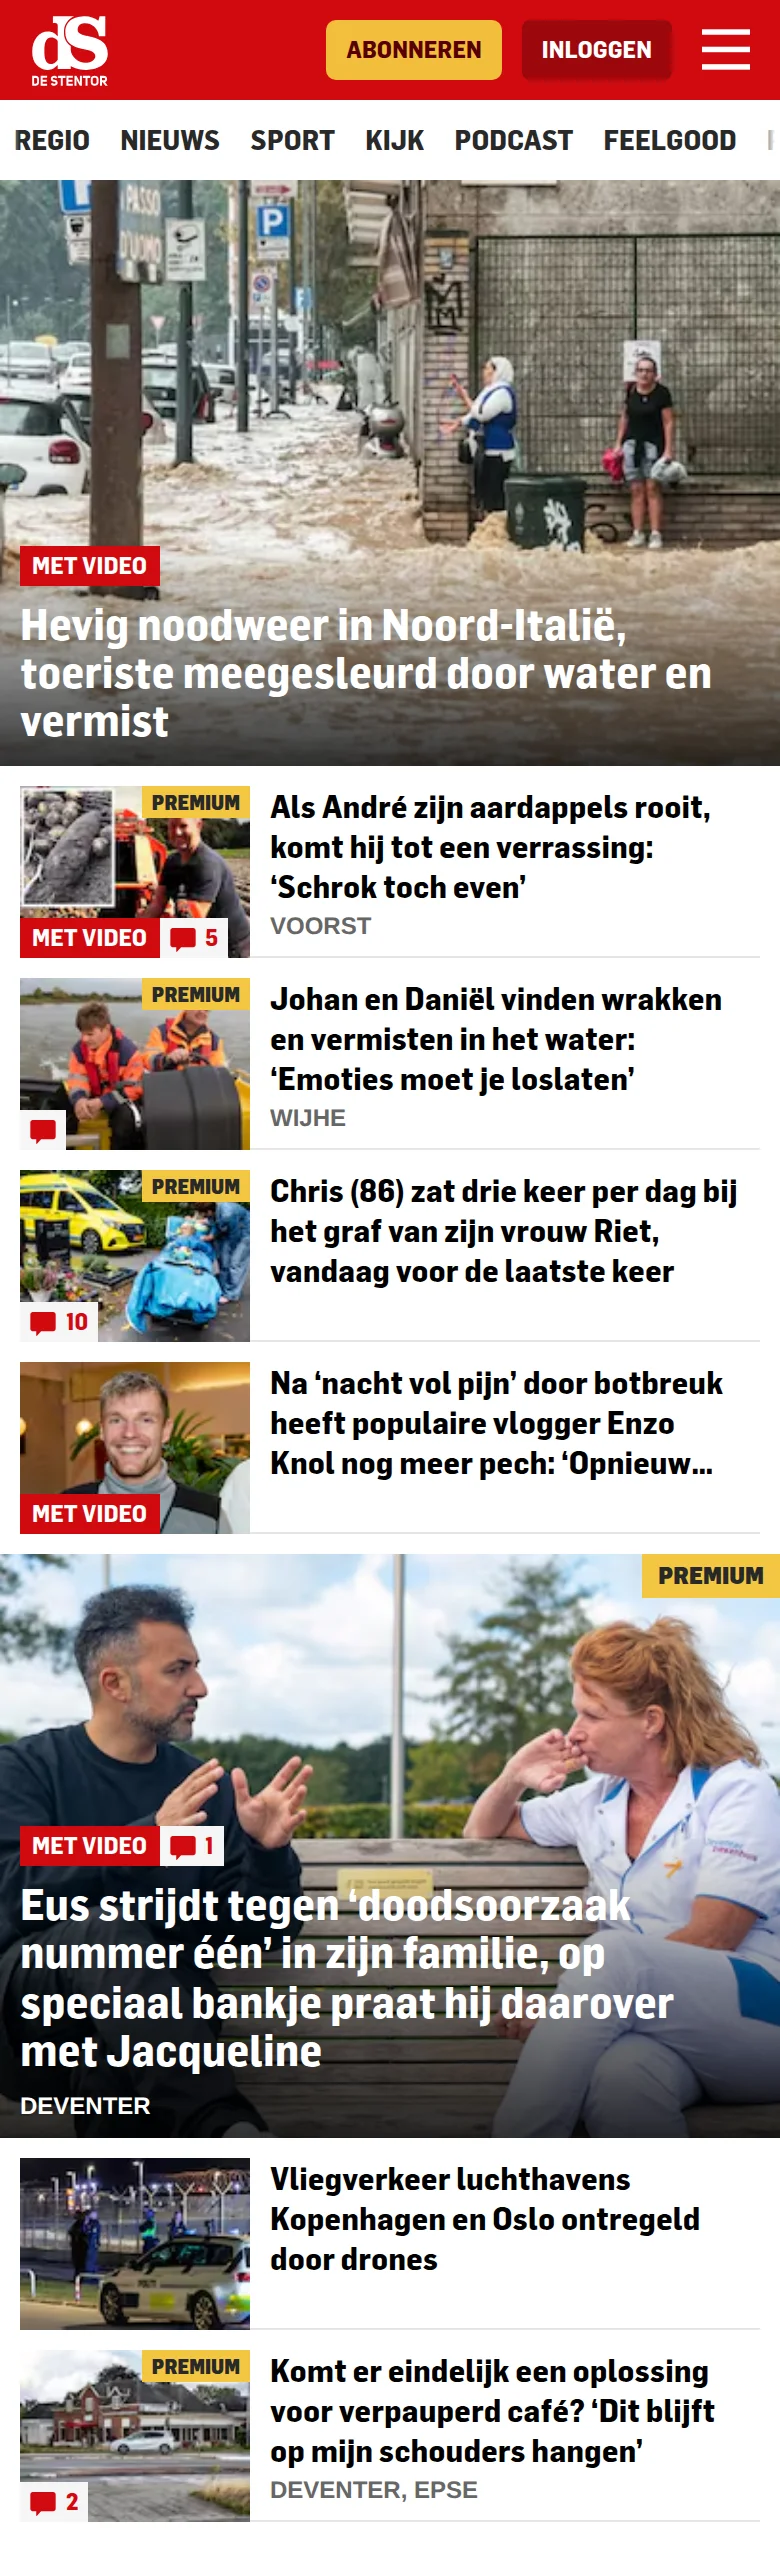 dS
DE STENTOR
ABONNEREN
INLOGGEN
REGIO
NIEUWS
SPORT
KIJK
PODCAST
FEELGOOD
PASSO
D'UOMO
P
MET VIDEO
Hevig noodweer in Noord-Italië,
toeriste meegesleurd door water en
vermist
PREMIUM
MET VIDEO
5
Als André zijn aardappels rooit,
komt hij tot een verrassing:
‘Schrok toch even’
VOORST
PREMIUM
Johan en Daniël vinden wrakken
en vermisten in het water:
‘Emoties moet je loslaten’
WIJHE
PREMIUM
10
Chris (86) zat drie keer per dag bij
het graf van zijn vrouw Riet,
vandaag voor de laatste keer
MET VIDEO
Na ‘nacht vol pijn’ door botbreuk
heeft populaire vlogger Enzo
Knol nog meer pech: ‘Opnieuw...
PREMIUM
MET VIDEO
1
Eus strijdt tegen ‘doodsoorzaak
nummer één’ in zijn familie, op
speciaal bankje praat hij daarover
met Jacqueline
DEVENTER
Vliegverkeer luchthavens
Kopenhagen en Oslo ontregeld
door drones
PREMIUM
2
Komt er eindelijk een oplossing
voor verpauperd café? ‘Dit blijft
op mijn schouders hangen’
DEVENTER, EPSE